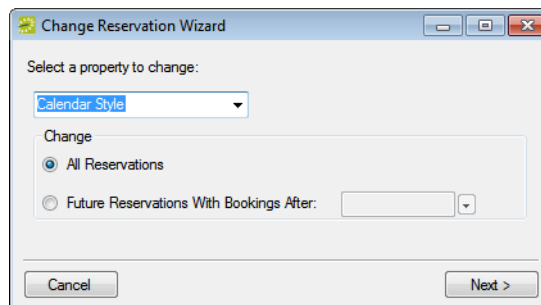 Change Reservation Wizard
Select a property to change:
Calendar Style
Change
All Reservations
Future Reservations With Bookings After:
Cancel
Next >